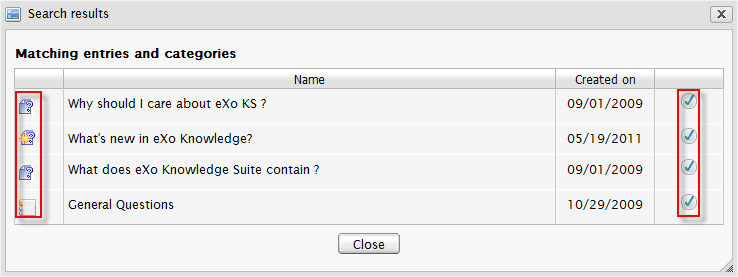 Search results
Matching entries and categories
Name Created on
Why should I care about eXo KS ? 09/01/2009
What's new in eXo Knowledge? 05/19/2011
What does eXo Knowledge Suite contain ? 09/01/2009
General Questions 10/29/2009
Close